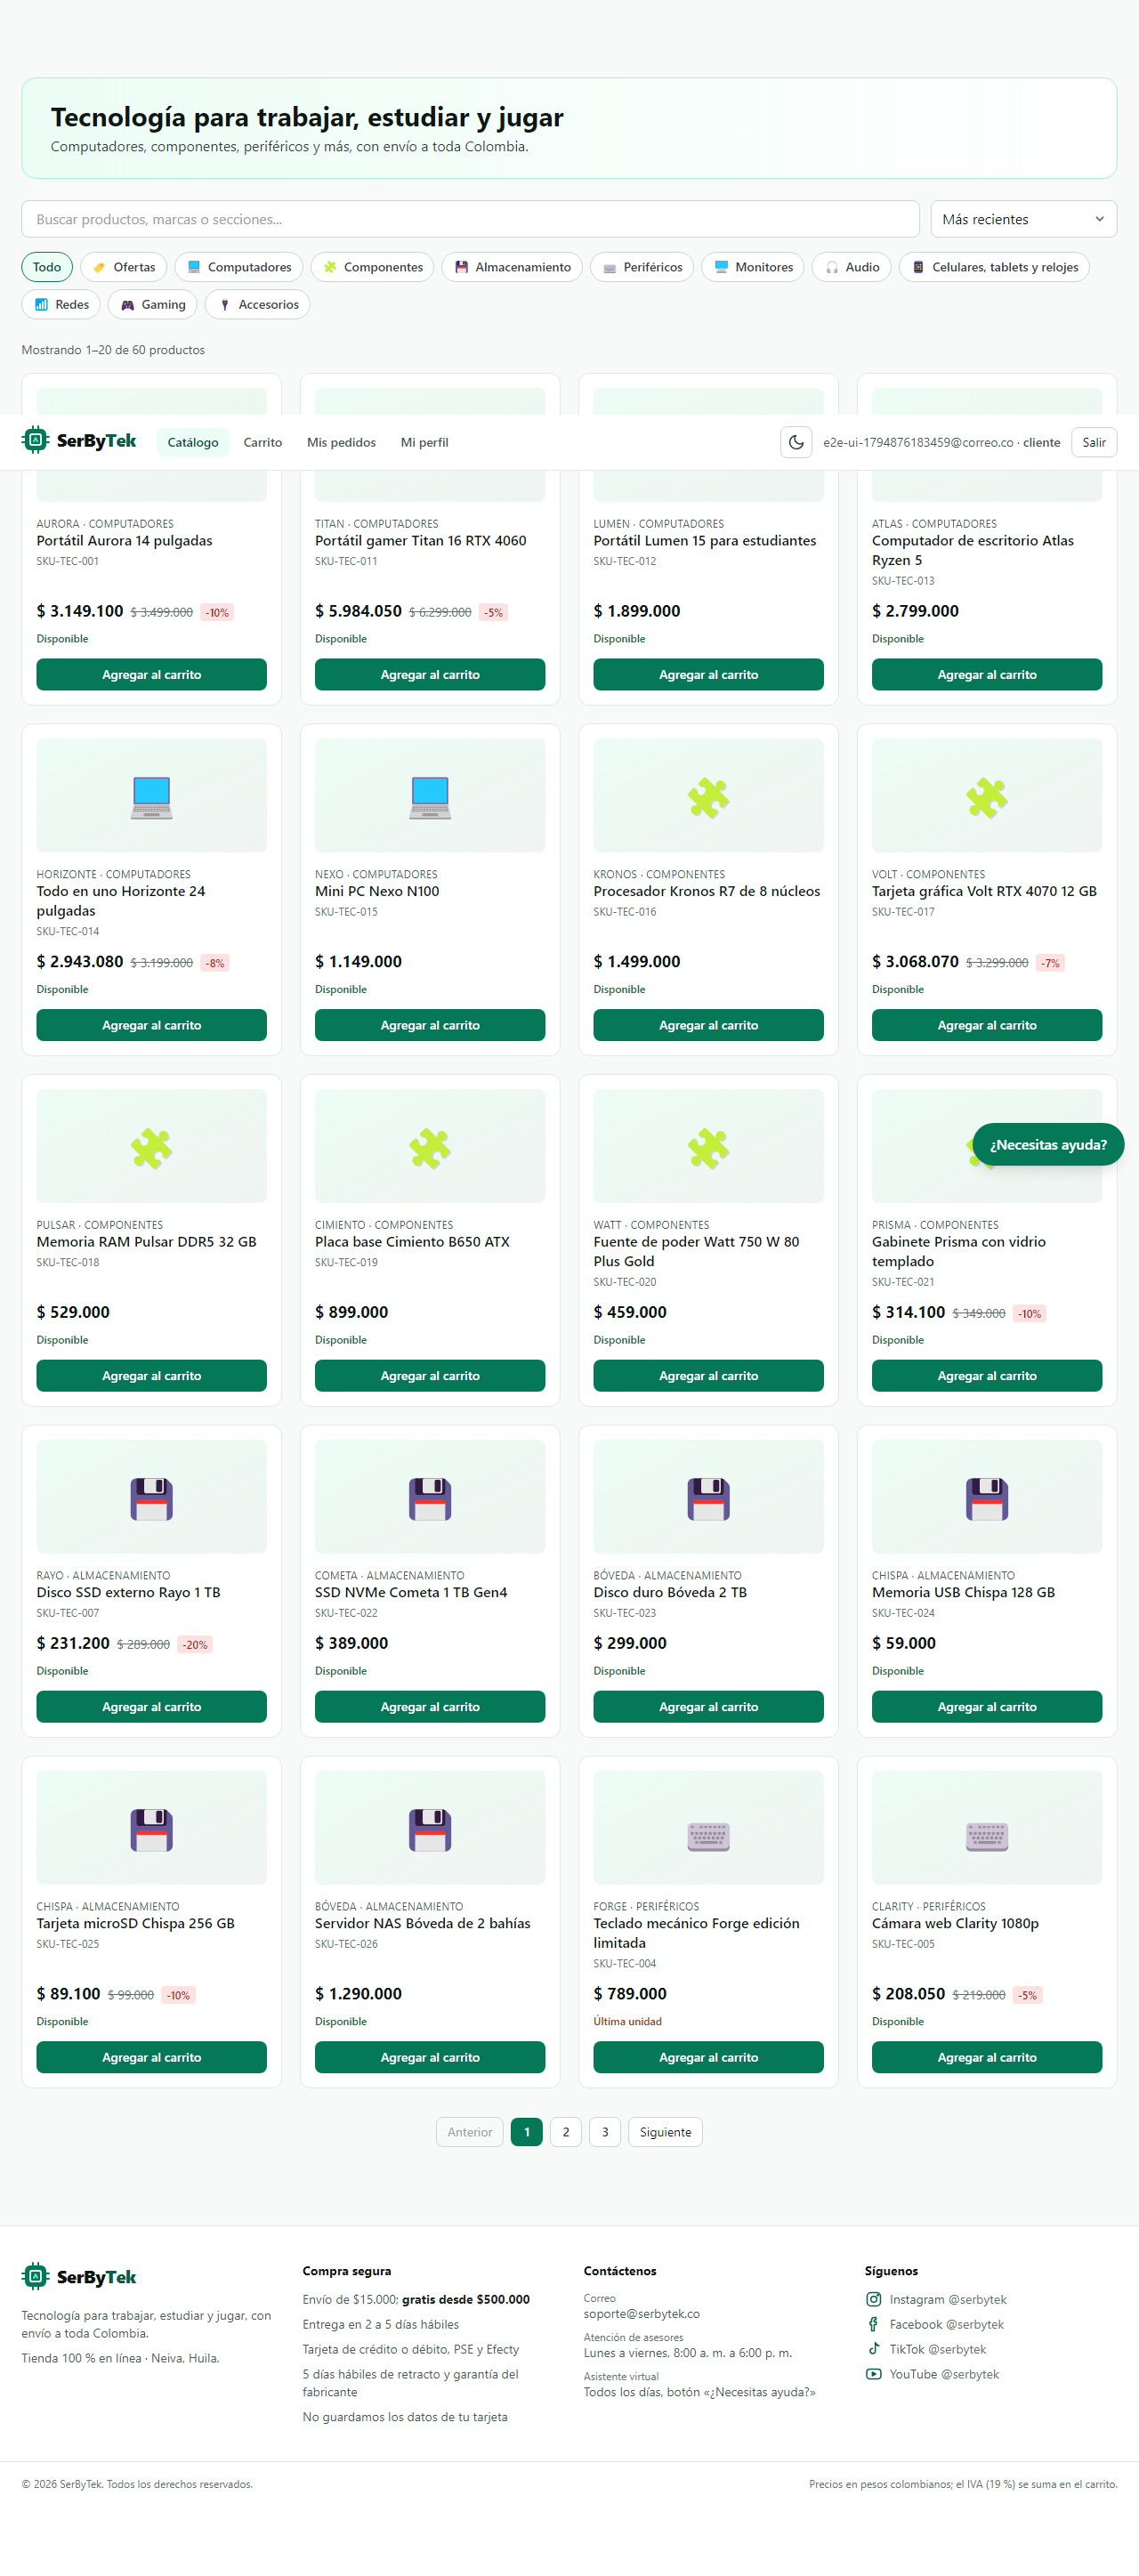 Tecnología para trabajar, estudiar y jugar
Computadores, componentes, periféricos y más, con envío a toda Colombia.
Buscar productos, marcas o secciones...
Más recientes
Todo
Ofertas
Computadores
Componentes
Almacenamiento
Periféricos
Monitores
Audio
Celulares, tablets y relojes
Redes
Gaming
Accesorios
Mostrando 1–20 de 60 productos
SerByTek
Catálogo
Carrito
Mis pedidos
Mi perfil
e2e-ui-1794876183459@correo.co · cliente
Salir
AURORA · COMPUTADORES
Portátil Aurora 14 pulgadas
SKU-TEC-001
$ 3.149.100 $ 3.499.000 -10%
Disponible
Agregar al carrito
TITAN · COMPUTADORES
Portátil gamer Titan 16 RTX 4060
SKU-TEC-011
$ 5.984.050 $ 6.299.000 -5%
Disponible
Agregar al carrito
LUMEN · COMPUTADORES
Portátil Lumen 15 para estudiantes
SKU-TEC-012
$ 1.899.000
Disponible
Agregar al carrito
ATLAS · COMPUTADORES
Computador de escritorio Atlas
Ryzen 5
SKU-TEC-013
$ 2.799.000
Disponible
Agregar al carrito
HORIZONTE · COMPUTADORES
Todo en uno Horizonte 24
pulgadas
SKU-TEC-014
$ 2.943.080 $ 3.199.000 -8%
Disponible
Agregar al carrito
NEXO · COMPUTADORES
Mini PC Nexo N100
SKU-TEC-015
$ 1.149.000
Disponible
Agregar al carrito
KRONOS · COMPONENTES
Procesador Kronos R7 de 8 núcleos
SKU-TEC-016
$ 1.499.000
Disponible
Agregar al carrito
VOLT · COMPONENTES
Tarjeta gráfica Volt RTX 4070 12 GB
SKU-TEC-017
$ 3.068.070 $ 3.299.000 -7%
Disponible
Agregar al carrito
¿Necesitas ayuda?
PULSAR · COMPONENTES
Memoria RAM Pulsar DDR5 32 GB
SKU-TEC-018
$ 529.000
Disponible
Agregar al carrito
CIMIENTO · COMPONENTES
Placa base Cimiento B650 ATX
SKU-TEC-019
$ 899.000
Disponible
Agregar al carrito
WATT · COMPONENTES
Fuente de poder Watt 750 W 80
Plus Gold
SKU-TEC-020
$ 459.000
Disponible
Agregar al carrito
PRISMA · COMPONENTES
Gabinete Prisma con vidrio
templado
SKU-TEC-021
$ 314.100 $ 349.000 -10%
Disponible
Agregar al carrito
RAYO · ALMACENAMIENTO
Disco SSD externo Rayo 1 TB
SKU-TEC-007
$ 231.200 $ 289.000 -20%
Disponible
Agregar al carrito
COMETA · ALMACENAMIENTO
SSD NVMe Cometa 1 TB Gen4
SKU-TEC-022
$ 389.000
Disponible
Agregar al carrito
BÓVEDA · ALMACENAMIENTO
Disco duro Bóveda 2 TB
SKU-TEC-023
$ 299.000
Disponible
Agregar al carrito
CHISPA · ALMACENAMIENTO
Memoria USB Chispa 128 GB
SKU-TEC-024
$ 59.000
Disponible
Agregar al carrito
CHISPA · ALMACENAMIENTO
Tarjeta microSD Chispa 256 GB
SKU-TEC-025
$ 89.100 $ 99.000 -10%
Disponible
Agregar al carrito
BÓVEDA · ALMACENAMIENTO
Servidor NAS Bóveda de 2 bahías
SKU-TEC-026
$ 1.290.000
Disponible
Agregar al carrito
FORGE · PERIFÉRICOS
Teclado mecánico Forge edición
limitada
SKU-TEC-004
$ 789.000
Última unidad
Agregar al carrito
CLARITY · PERIFÉRICOS
Cámara web Clarity 1080p
SKU-TEC-005
$ 208.050 $ 219.000 -5%
Disponible
Agregar al carrito
Anterior
1
2
3
Siguiente
SerByTek
Tecnología para trabajar, estudiar y jugar, con
envío a toda Colombia.
Tienda 100 % en línea · Neiva, Huila.
Compra segura
Envío de $15.000; gratis desde $500.000
Entrega en 2 a 5 días hábiles
Tarjeta de crédito o débito, PSE y Efecty
5 días hábiles de retracto y garantía del
fabricante
No guardamos los datos de tu tarjeta
Contáctenos
Correo
soporte@serbytek.co
Atención de asesores
Lunes a viernes, 8:00 a. m. a 6:00 p. m.
Asistente virtual
Todos los días, botón «¿Necesitas ayuda?»
Síguenos
Instagram @serbytek
Facebook @serbytek
TikTok @serbytek
YouTube @serbytek
© 2026 SerByTek. Todos los derechos reservados.
Precios en pesos colombianos; el IVA (19 %) se suma en el carrito.